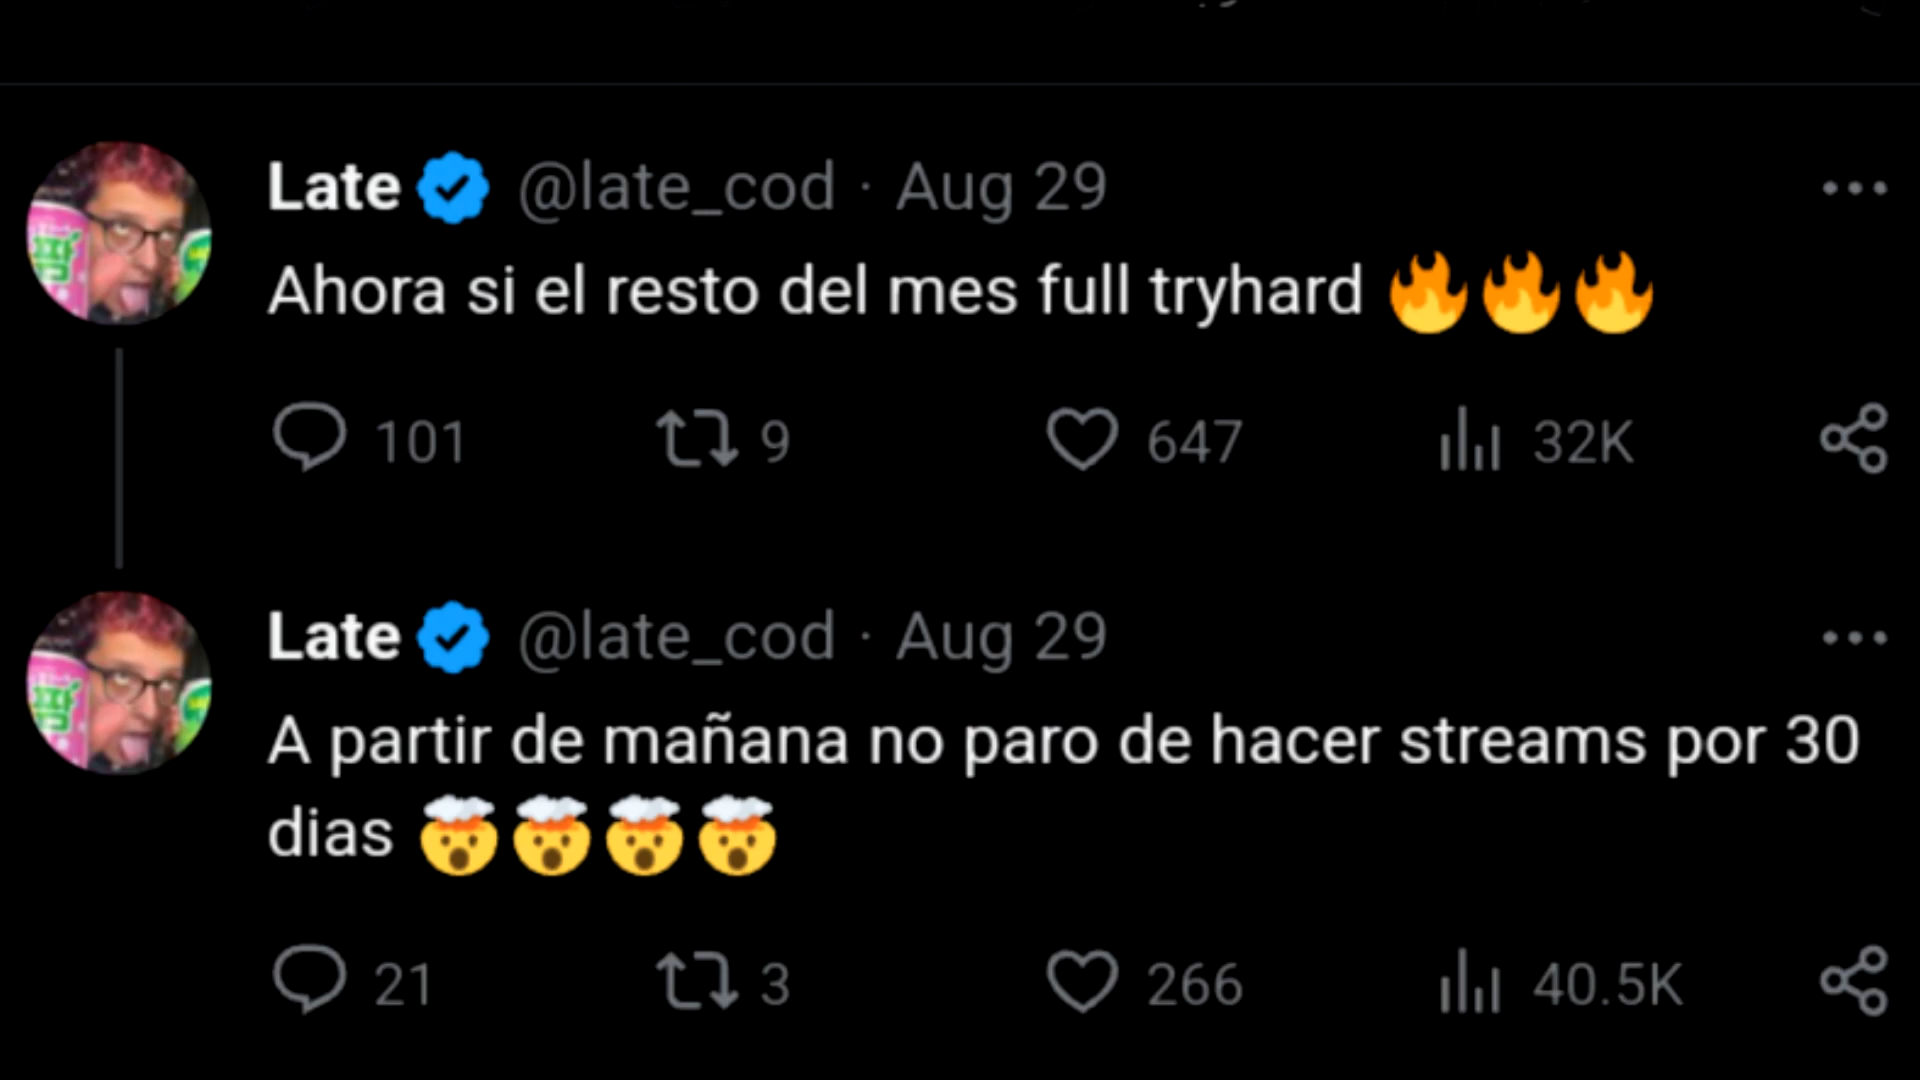 Late @late_cod · Aug 29
Ahora si el resto del mes full tryhard 🔥🔥🔥
101 9 647 32K
Late @late_cod · Aug 29
A partir de mañana no paro de hacer streams por 30
dias 🤯🤯🤯🤯
21 3 266 40.5K